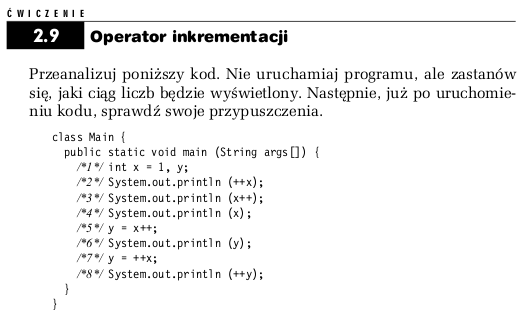 ĆWICZENIE
2.9 Operator inkrementacji
Przeanalizuj poniższy kod. Nie uruchamiaj programu, ale zastanów
się, jaki ciąg liczb będzie wyświetlony. Następnie, już po uruchomie-
niu kodu, sprawdź swoje przypuszczenia.
class Main {
public static void main (String args[]) {
/*1*/ int x = 1, y;
/*2*/ System.out.println (++x);
/*3*/ System.out.println (x++);
/*4*/ System.out.println (x);
/*5*/ y = x++;
/*6*/ System.out.println (y);
/*7*/ y = ++x;
/*8*/ System.out.println (++y);
}
}